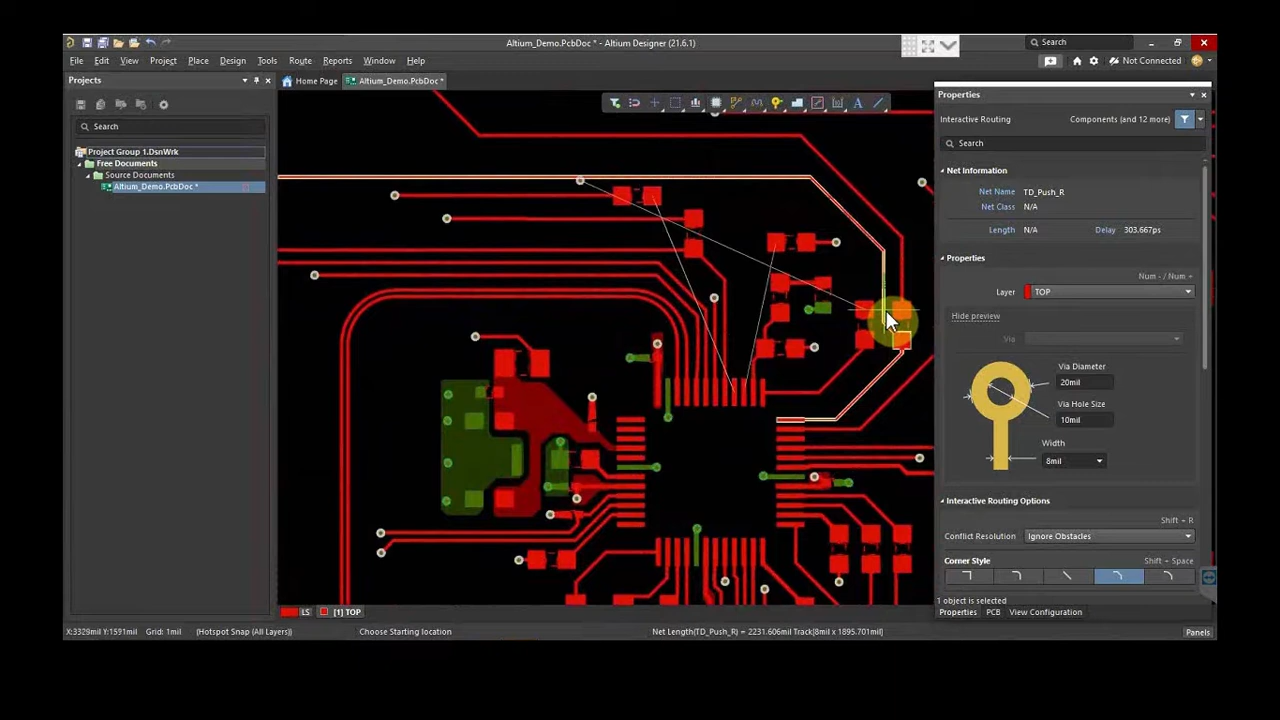 Altium_Demo.PcbDoc * - Altium Designer (21.6.1)
Search
File Edit View Project Place Design Tools Route Reports Window Help
Not Connected
Projects
Home Page
Altium_Demo.PcbDoc *
Search
Project Group 1.DsnWrk
Free Documents
Source Documents
Altium_Demo.PcbDoc *
Properties
Interactive Routing
Components (and 12 more)
Search
Net Information
Net Name TD_Push_R
Net Class N/A
Length N/A Delay 303.667ps
Properties
Num - / Num +
Layer TOP
Hide preview
Via
Via Diameter
20mil
Via Hole Size
10mil
Width
8mil
Interactive Routing Options
Shift + R
Conflict Resolution Ignore Obstacles
Corner Style Shift + Space
1 object is selected
Properties PCB View Configuration
LS [1] TOP
X:3329mil Y:1591mil Grid: 1mil (Hotspot Snap (All Layers)) Choose Starting location Net Length(TD_Push_R) = 2231.606mil Track[8mil x 1895.701mil] Panels